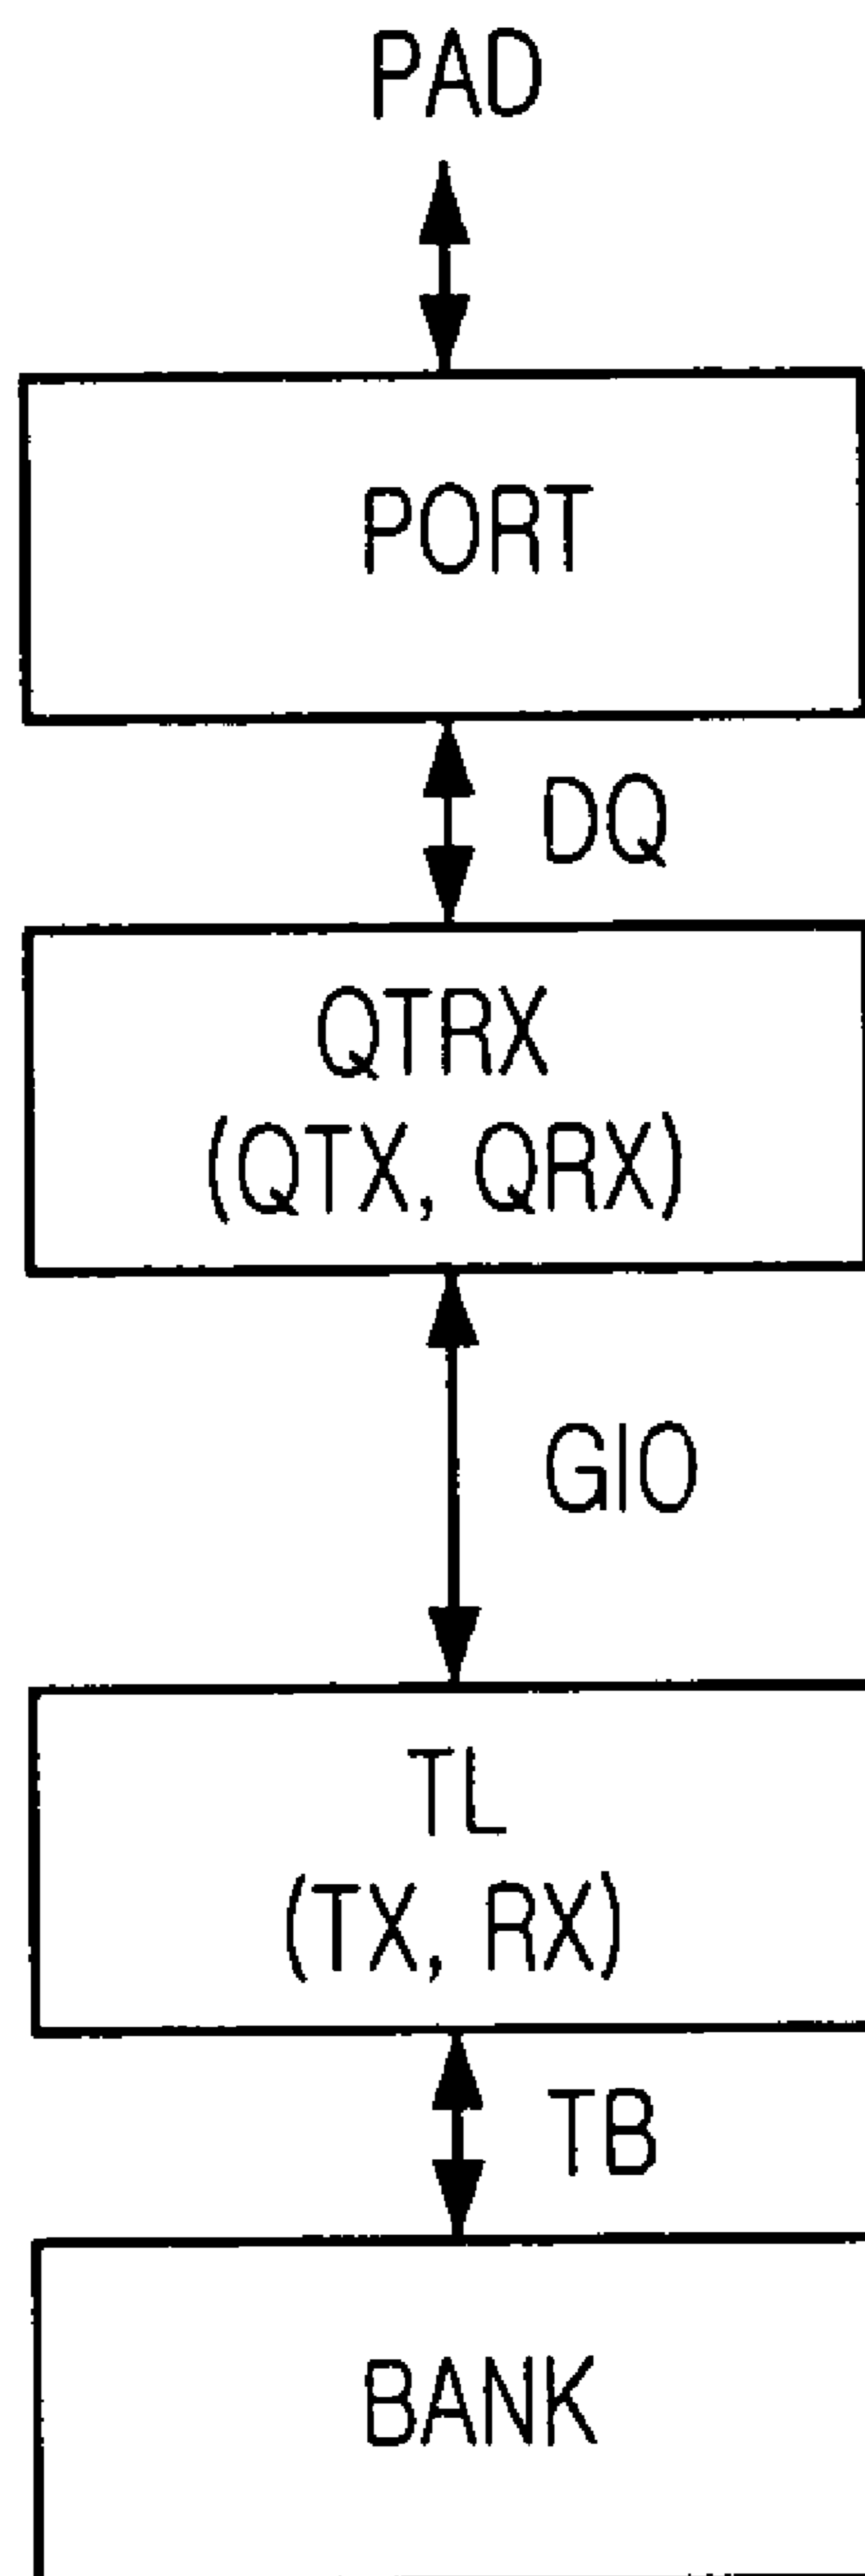 PAD
PORT
DQ
QTRX
(QTX, QRX)
GIO
TL
(TX, RX)
TB
BANK